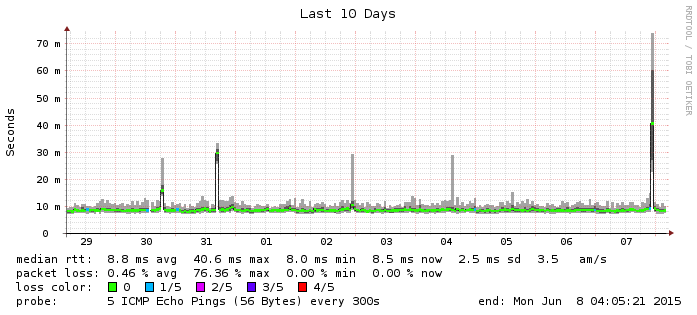 Last 10 Days
RRDTOOL / TOBI OETIKER
Seconds
70 m
60 m
50 m
40 m
30 m
20 m
10 m
0
29 30 31 01 02 03 04 05 06 07
median rtt: 8.8 ms avg 40.6 ms max 8.0 ms min 8.5 ms now 2.5 ms sd 3.5 am/s
packet loss: 0.46 % avg 76.36 % max 0.00 % min 0.00 % now
loss color: 0 1/5 2/5 3/5 4/5
probe: 5 ICMP Echo Pings (56 Bytes) every 300s end: Mon Jun 8 04:05:21 2015